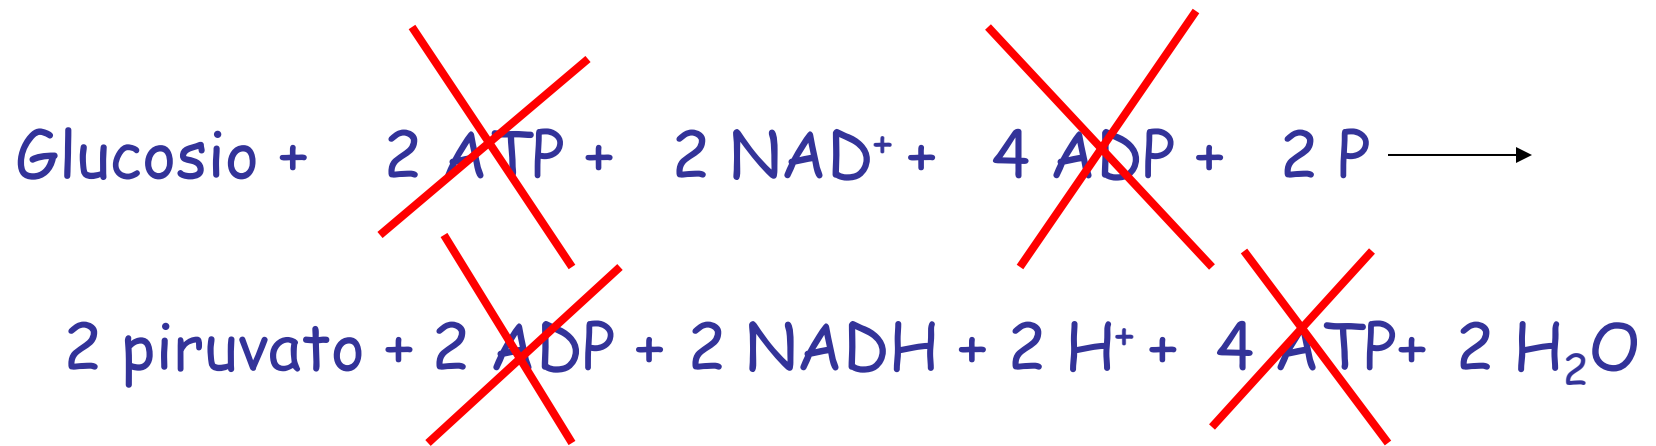 Glucosio + 2 ATP + 2 NAD⁺ + 4 ADP + 2 P
2 piruvato + 2 ADP + 2 NADH + 2 H⁺ + 4 ATP+ 2 H₂O